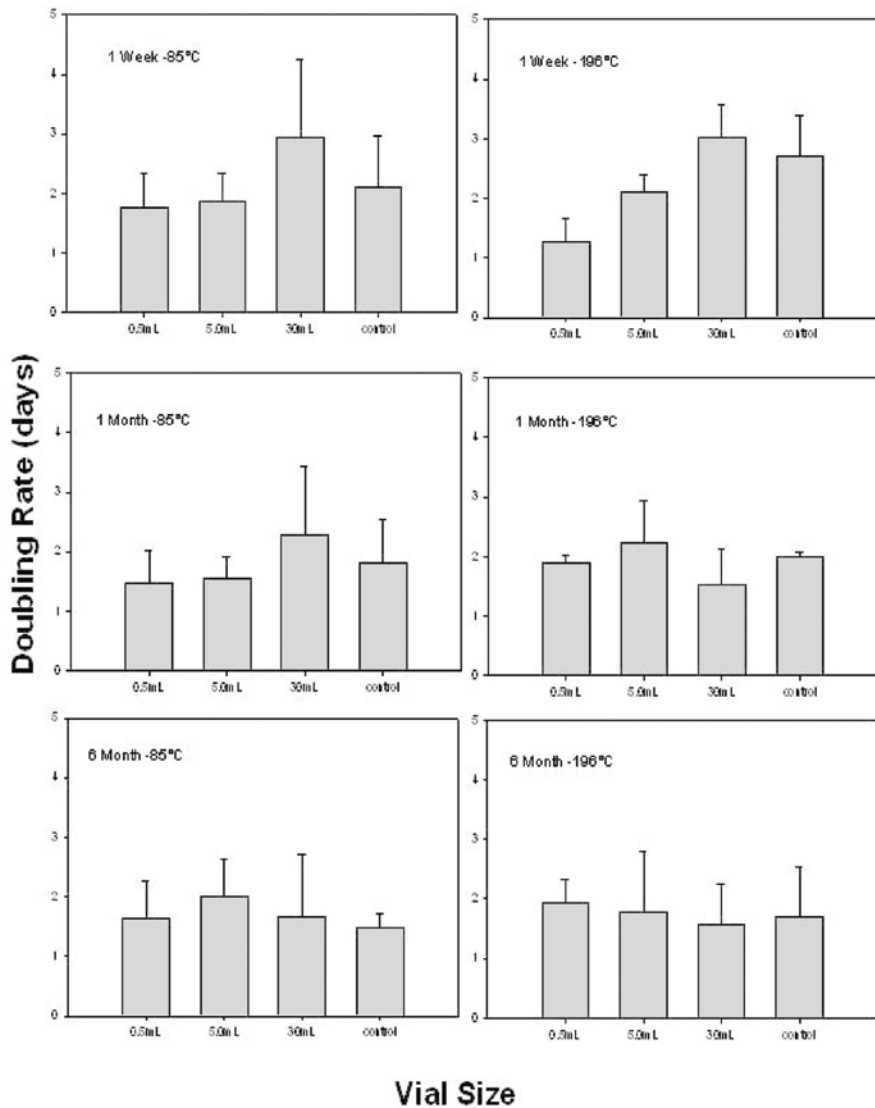 5
4
3
2
1
0
1 Week -85°C
0.5mL 5.0mL 30mL control
5
4
3
2
1
0
1 Week -196°C
0.5mL 5.0mL 30mL control
Doubling Rate (days)
5
4
3
2
1
0
1 Month -85°C
0.5mL 5.0mL 30mL control
5
4
3
2
1
0
1 Month -196°C
0.5mL 5.0mL 30mL control
5
4
3
2
1
0
6 Month -85°C
0.5mL 5.0mL 30mL control
5
4
3
2
1
0
6 Month -196°C
0.5mL 5.0mL 30mL control
Vial Size